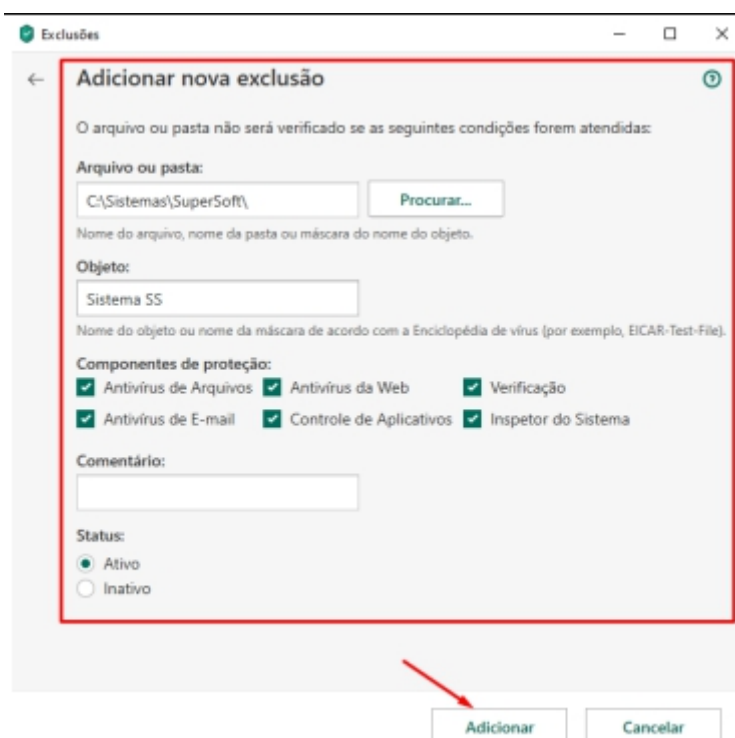 Exclusões
Adicionar nova exclusão
O arquivo ou pasta não será verificado se as seguintes condições forem atendidas:
Arquivo ou pasta:
C:\Sistemas\SuperSoft\ Procurar...
Nome do arquivo, nome da pasta ou máscara do nome do objeto.
Objeto:
Sistema SS
Nome do objeto ou nome da máscara de acordo com a Enciclopédia de vírus (por exemplo, EICAR-Test-File).
Componentes de proteção:
Antivírus de Arquivos Antivírus da Web Verificação
Antivírus de E-mail Controle de Aplicativos Inspetor do Sistema
Comentário:
Status:
Ativo
Inativo
Adicionar Cancelar